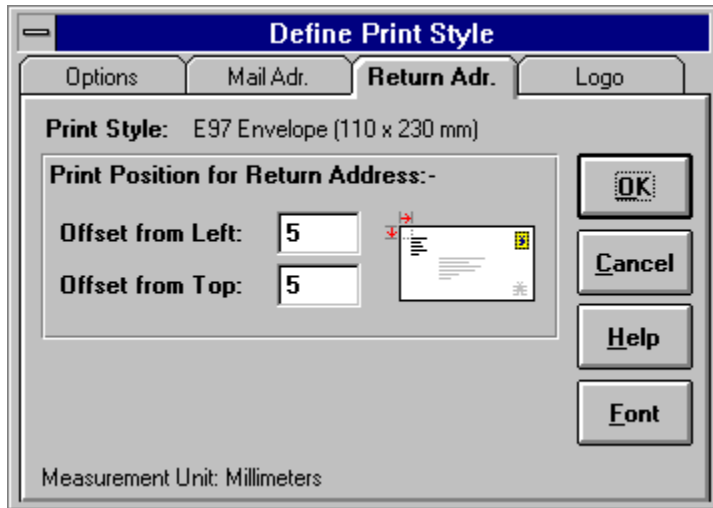 Define Print Style
Options
Mail Adr.
Return Adr.
Logo
Print Style: E97 Envelope (110 x 230 mm)
Print Position for Return Address:-
Offset from Left: 5
Offset from Top: 5
OK
Cancel
Help
Font
Measurement Unit: Millimeters